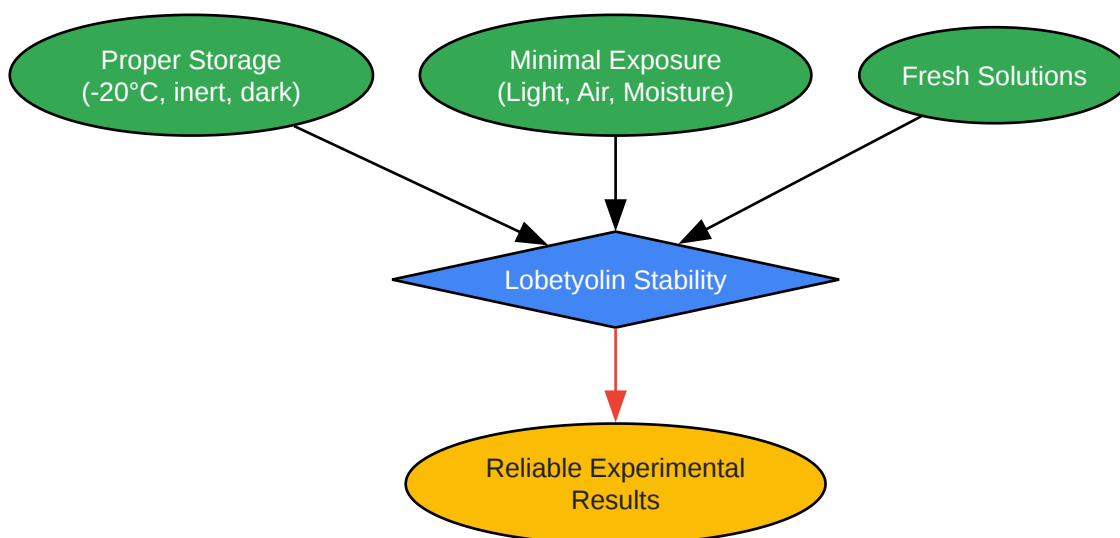 Proper Storage
(-20°C, inert, dark)
Minimal Exposure
(Light, Air, Moisture)
Fresh Solutions
Lobetyolin Stability
Reliable Experimental
Results